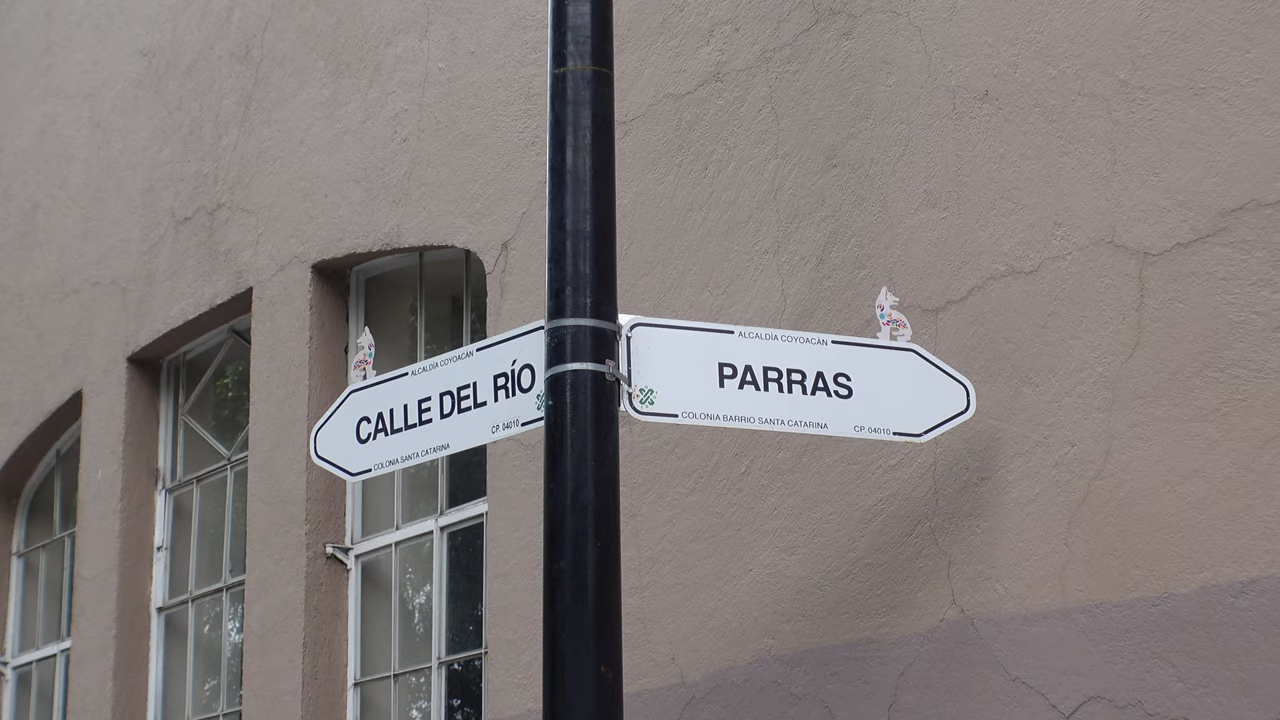 ALCALDÍA COYOACÁN
CALLE DEL RÍO
CP. 04010
COLONIA SANTA CATARINA
ALCALDÍA COYOACÁN
PARRAS
COLONIA BARRIO SANTA CATARINA
CP. 04010